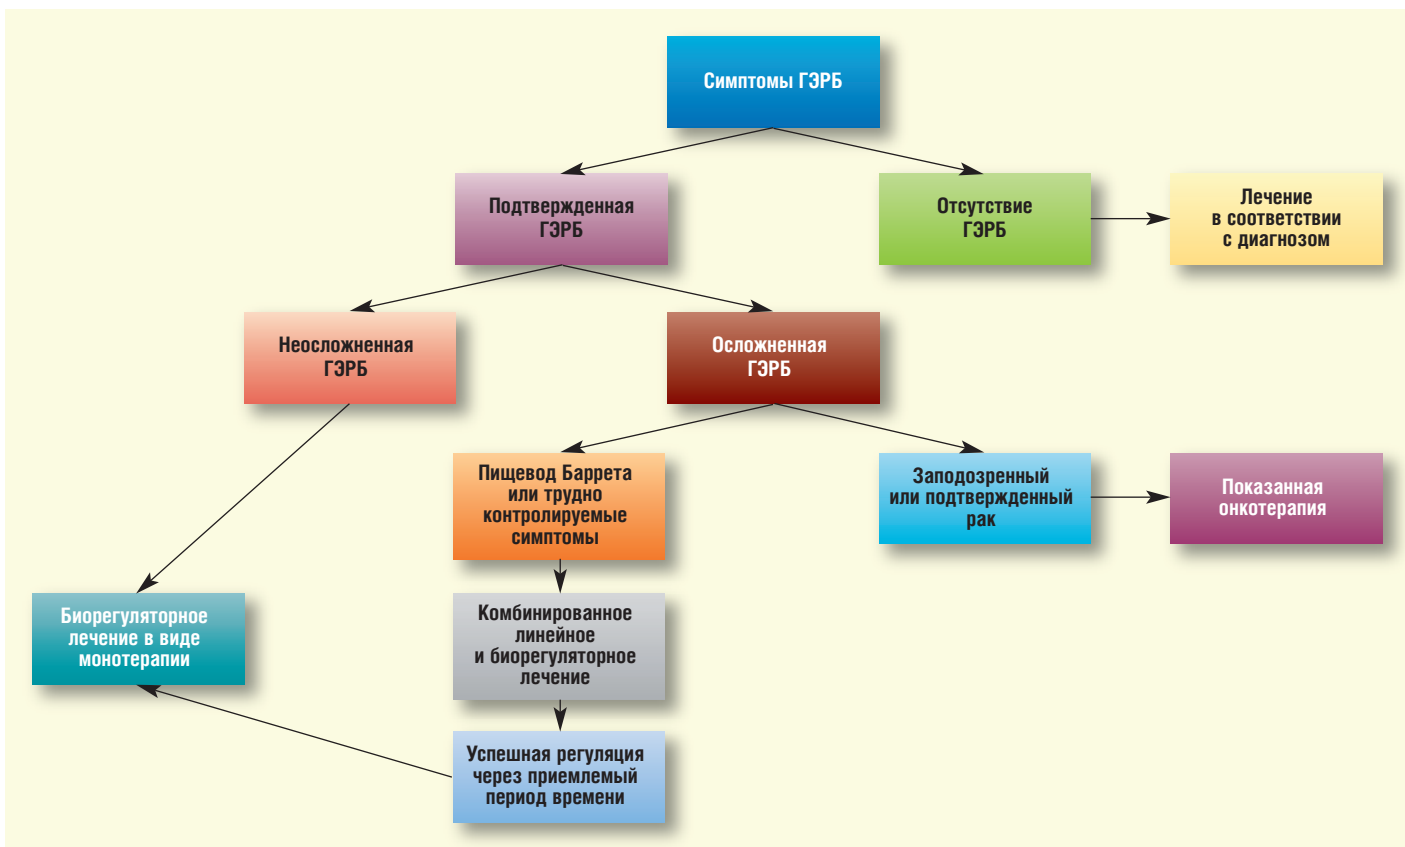 Симптомы ГЭРБ
Подтвержденная
ГЭРБ
Отсутствие
ГЭРБ
Лечение
в соответствии
с диагнозом
Неосложненная
ГЭРБ
Осложненная
ГЭРБ
Пищевод Баррета
или трудно
контролируемые
симптомы
Заподозренный
или подтвержденный
рак
Показанная
онкотерапия
Биорегуляторное
лечение в виде
монотерапии
Комбинированное
линейное
и биорегуляторное
лечение
Успешная регуляция
через приемлемый
период времени